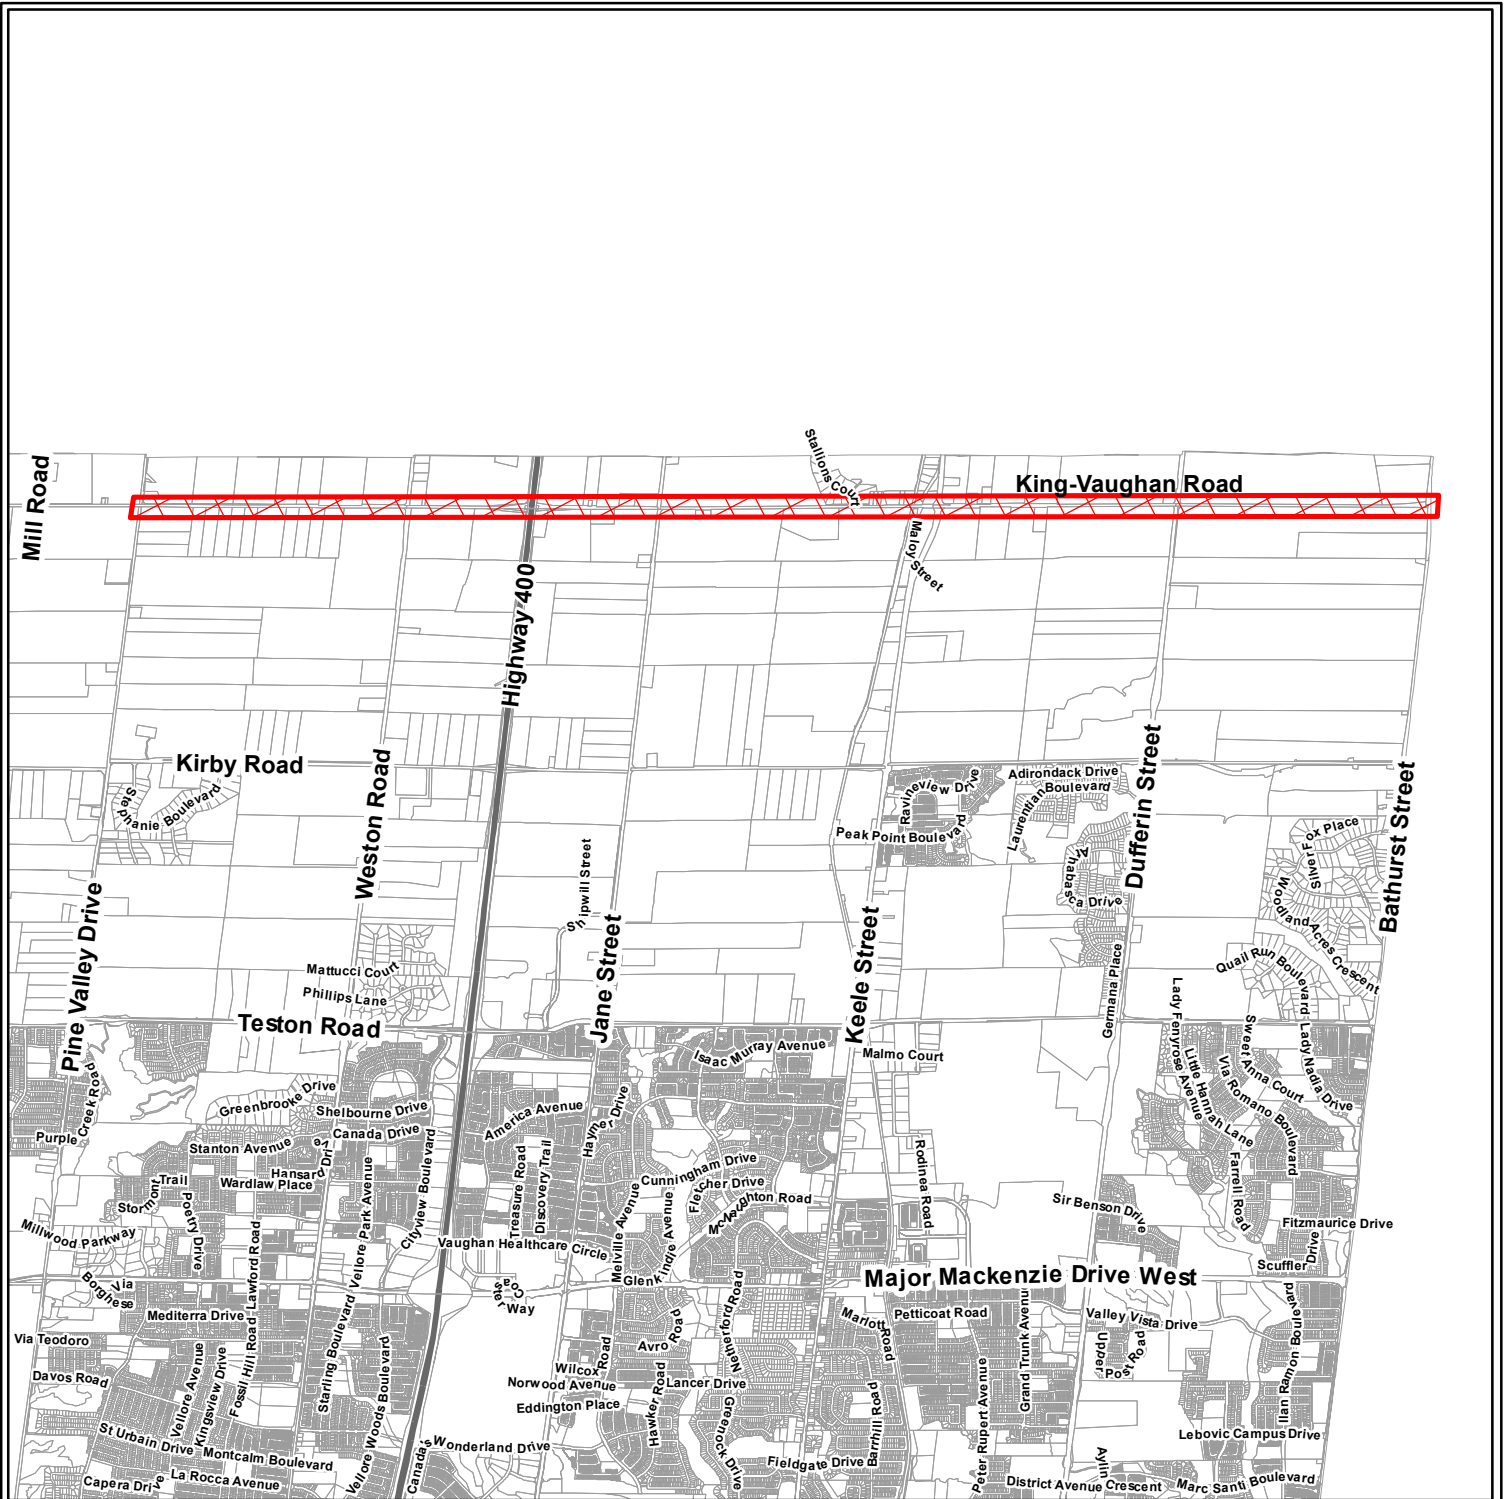 Stallions Court
King-Vaughan Road
Mill Road
Maloy Street
Highway 400
Kirby Road
Stephanie Boulevard
Weston Road
Ravineview Drive
Adirondack Drive
Laurentian Boulevard
Peak Point Boulevard
Athabasca Drive
Dufferin Street
Silver Fox Place
Bathurst Street
Woodland Acres Crescent
Shipwill Street
Pine Valley Drive
Jane Street
Keele Street
Germana Place
Quail Run Boulevard
Mattucci Court
Phillips Lane
Teston Road
Lady Fenyrose Avenue
Sweet Anna Court
Lady Nadia Drive
Isaac Murray Avenue
Malmo Court
Little Hannah Lane
Via Romano Boulevard
Purple Creek Road
Greenbrooke Drive
Shelbourne Drive
America Avenue
Haymer Drive
Canada Drive
Stanton Avenue
Hansard Drive
Wardlaw Place
Stormont Trail
Poetry Drive
Millwood Parkway
Lawford Road
Vellore Park Avenue
Cityview Boulevard
Treasure Road
Discovery Trail
Cunningham Drive
Fletcher Drive
McNaughton Road
Rodinea Road
Farrell Road
Sir Benson Drive
Fitzmaurice Drive
Scuffler Drive
Vaughan Healthcare Circle
Melville Avenue
Glenkindie Avenue
Major Mackenzie Drive West
Via Borghese
Coaster Way
Mediterra Drive
Petticoat Road
Marlott Road
Valley Vista Drive
Via Teodoro
Avro Road
Netherford Road
Grand Trunk Avenue
Upper Post Road
Ilan Ramon Boulevard
Davos Road
Vellore Avenue
Kingsview Drive
Fossil Hill Road
Starling Boulevard
Vellore Woods Boulevard
Wilcox Road
Norwood Avenue
Eddington Place
Hawker Road
Lancer Drive
Greenock Drive
Barrhill Road
Peter Rupert Avenue
Lebovic Campus Drive
St Urbain Drive
Montcalm Boulevard
Canada's Wonderland Drive
Fieldgate Drive
Aylin
Capera Drive
La Rocca Avenue
District Avenue Crescent
Marc Santi Boulevard